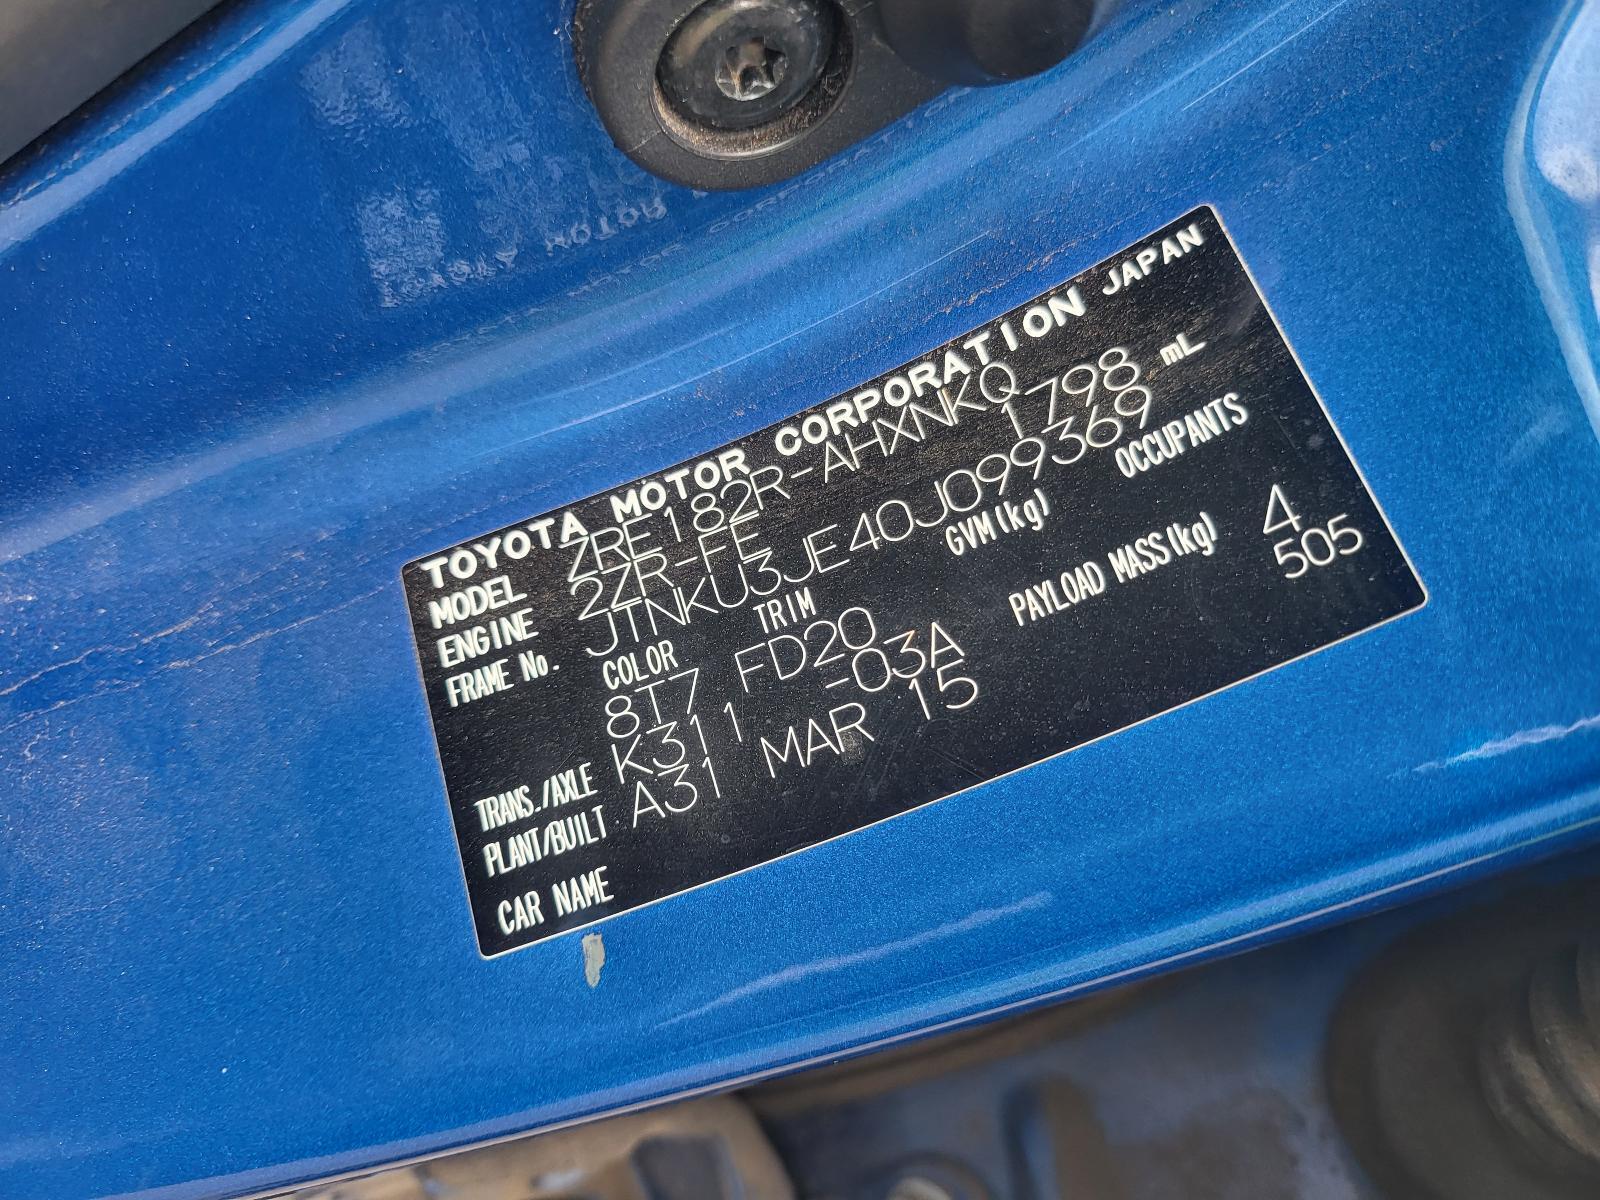 TOYOTA MOTOR CORPORATION JAPAN
MODEL ZRE182R-AHXNKQ
ENGINE 2ZR-FE 1798 mL
FRAME No. JTNKU3JE40J099369
COLOR TRIM GVM(kg) OCCUPANTS
8T7 FD20 PAYLOAD MASS(kg) 4
TRANS./AXLE K311 -03A 505
PLANT/BUILT A31 MAR 15
CAR NAME